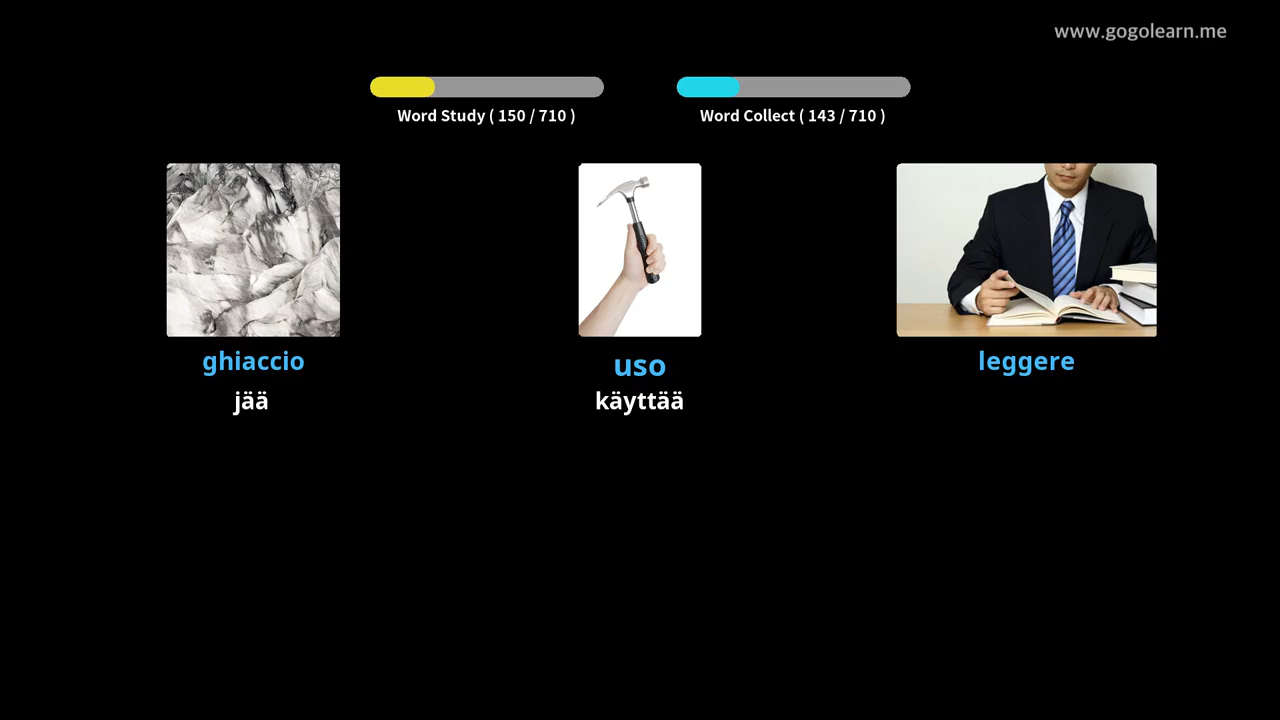 www.gogolearn.me
Word Study ( 150 / 710 )
Word Collect ( 143 / 710 )
ghiaccio
uso
leggere
jää
käyttää